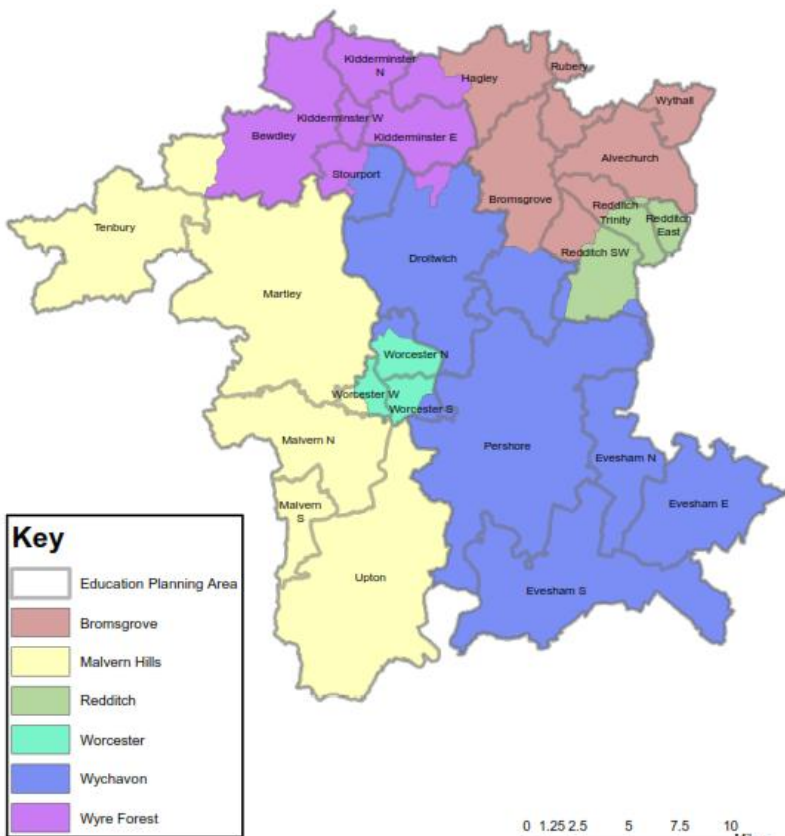 Kidderminster
N
Hagley
Rubery
Wythall
Kidderminster W
Kidderminster E
Bewdley
Alvechurch
Stourport
Bromsgrove
Redditch
Trinity
Redditch
East
Tenbury
Redditch SW
Droitwich
Martley
Worcester N
Worcester W
Worcester S
Malvern N
Pershore
Evesham N
Malvern
S
Evesham E
Upton
Evesham S
Key
Education Planning Area
Bromsgrove
Malvern Hills
Redditch
Worcester
Wychavon
Wyre Forest
0 1.25 2.5 5 7.5 10